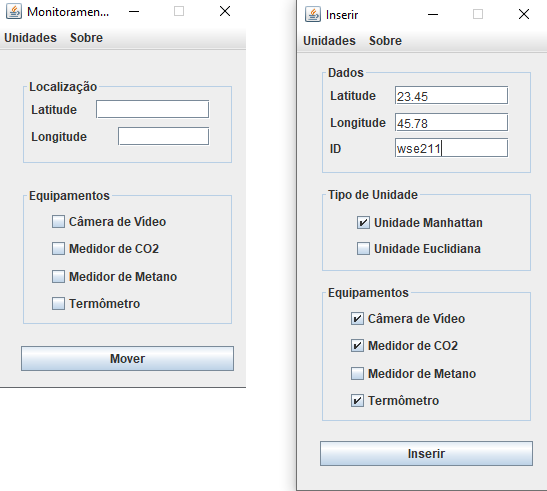 Monitoramen...
Unidades Sobre
Localização
Latitude
Longitude
Equipamentos
Câmera de Vídeo
Medidor de CO2
Medidor de Metano
Termômetro
Mover
Inserir
Unidades Sobre
Dados
Latitude 23.45
Longitude 45.78
ID wse211
Tipo de Unidade
Unidade Manhattan
Unidade Euclidiana
Equipamentos
Câmera de Vídeo
Medidor de CO2
Medidor de Metano
Termômetro
Inserir